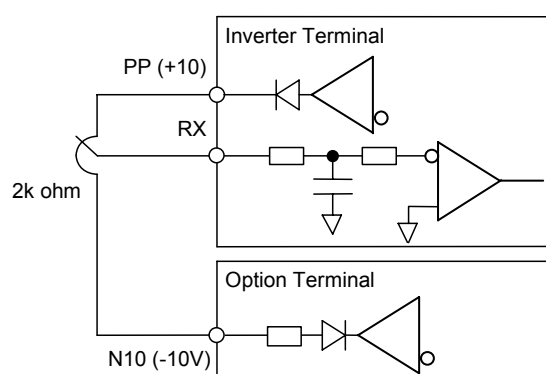 Inverter Terminal
PP (+10)
RX
2k ohm
Option Terminal
N10 (-10V)